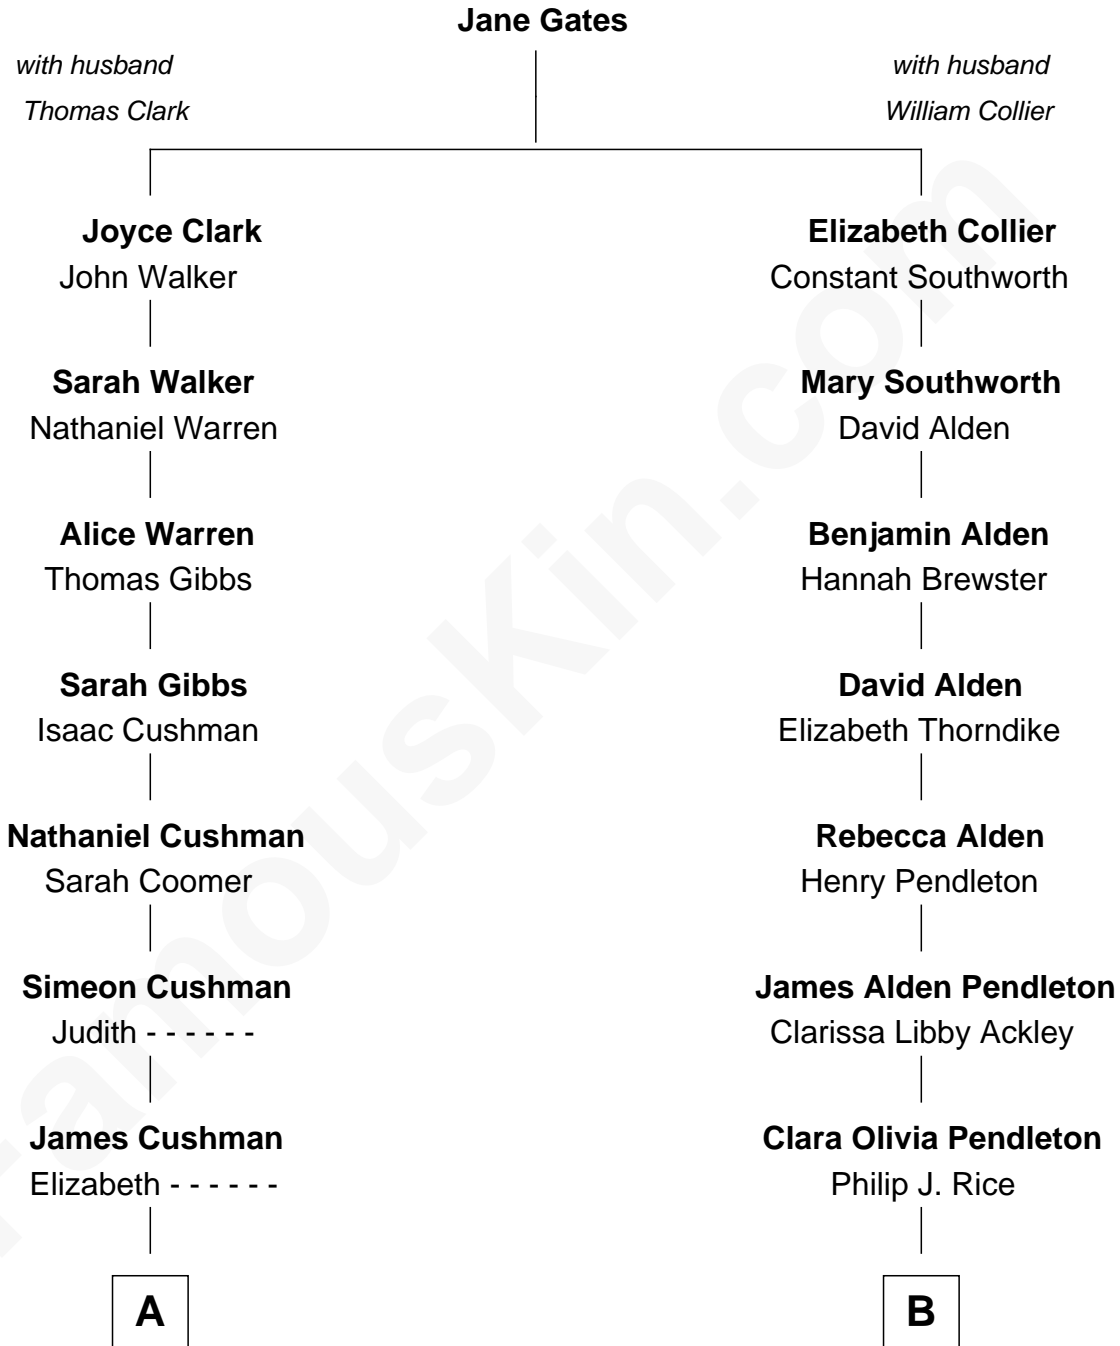 Jane Gates
with husband
Thomas Clark
with husband
William Collier
Joyce Clark
John Walker
Elizabeth Collier
Constant Southworth
Sarah Walker
Nathaniel Warren
Mary Southworth
David Alden
Alice Warren
Thomas Gibbs
Benjamin Alden
Hannah Brewster
Sarah Gibbs
Isaac Cushman
David Alden
Elizabeth Thorndike
Nathaniel Cushman
Sarah Coomer
Rebecca Alden
Henry Pendleton
Simeon Cushman
Judith - - - - - -
James Alden Pendleton
Clarissa Libby Ackley
James Cushman
Elizabeth - - - - - -
Clara Olivia Pendleton
Philip J. Rice
A
B
FamousKin.com